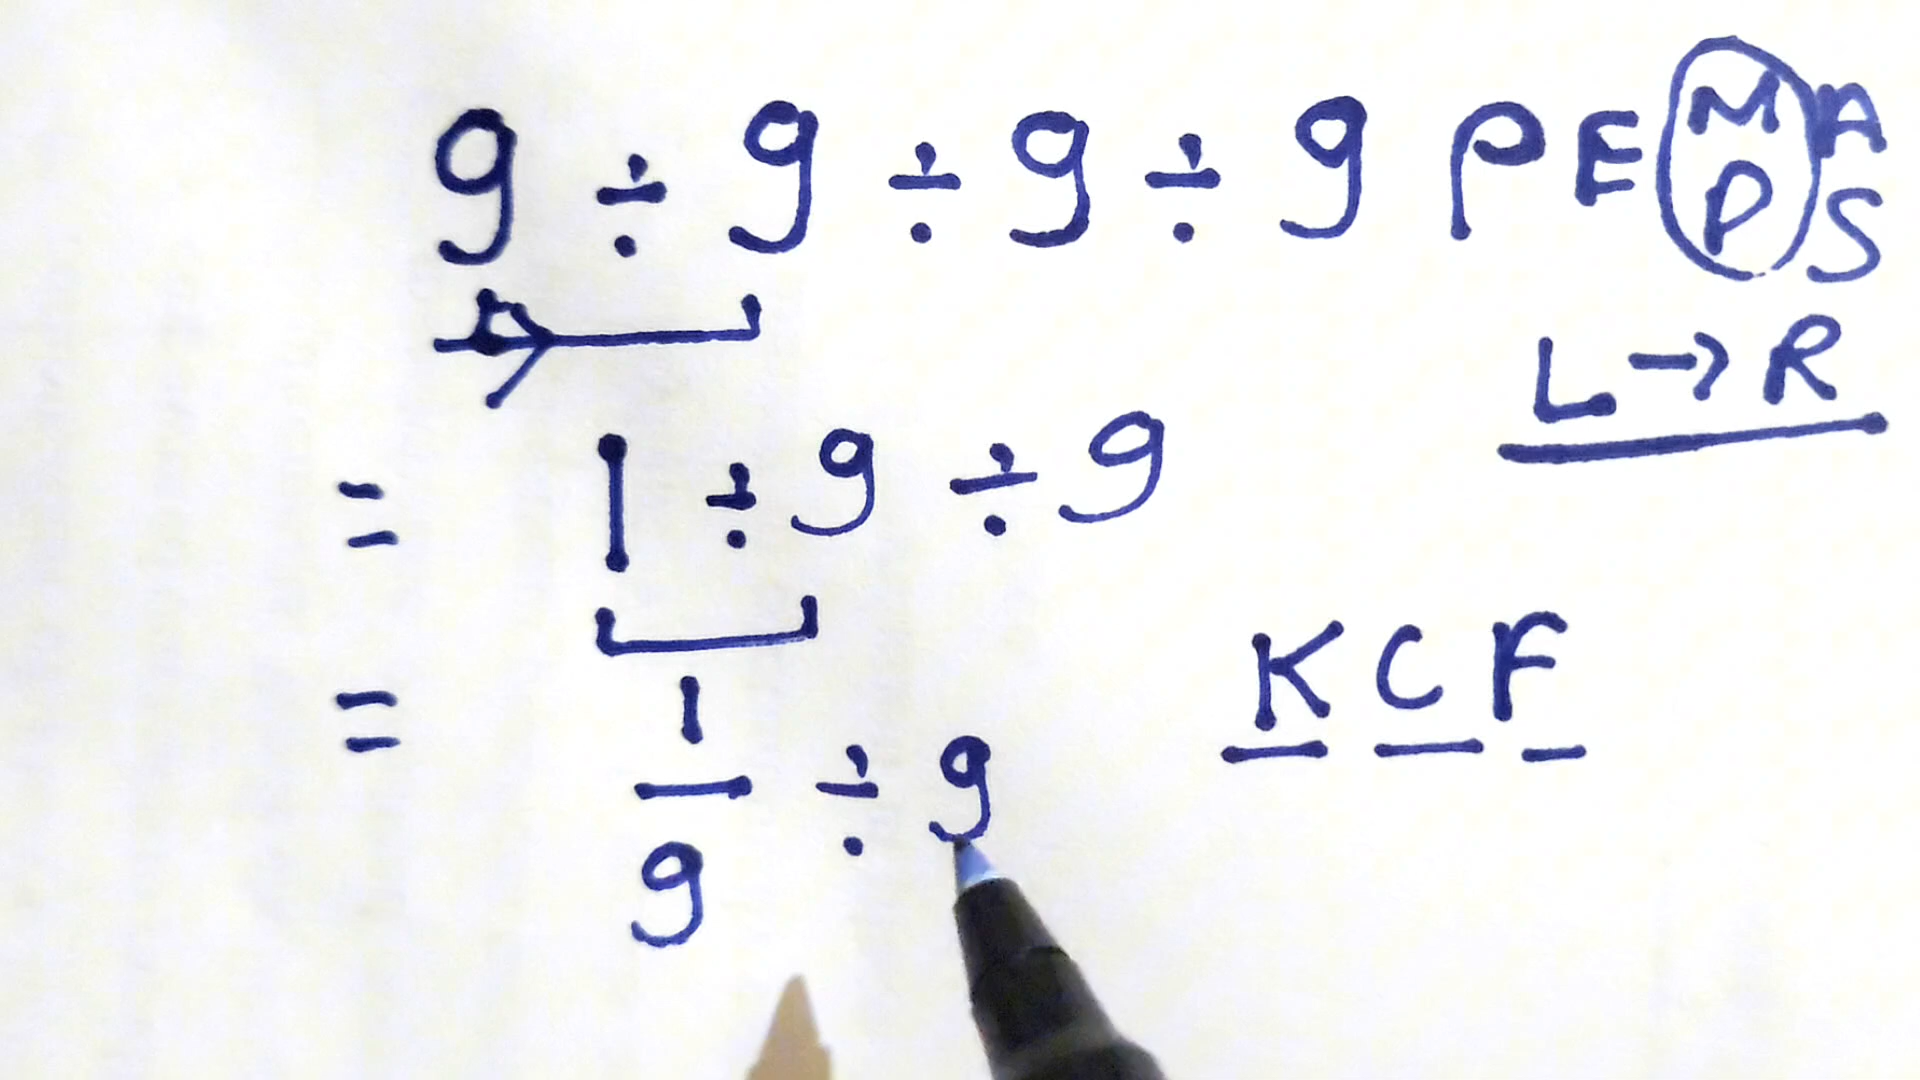 9 ÷ 9 ÷ 9 ÷ 9
PEMDAS
L → R
= 1 ÷ 9 ÷ 9
KCF
= 1/9 ÷ 9